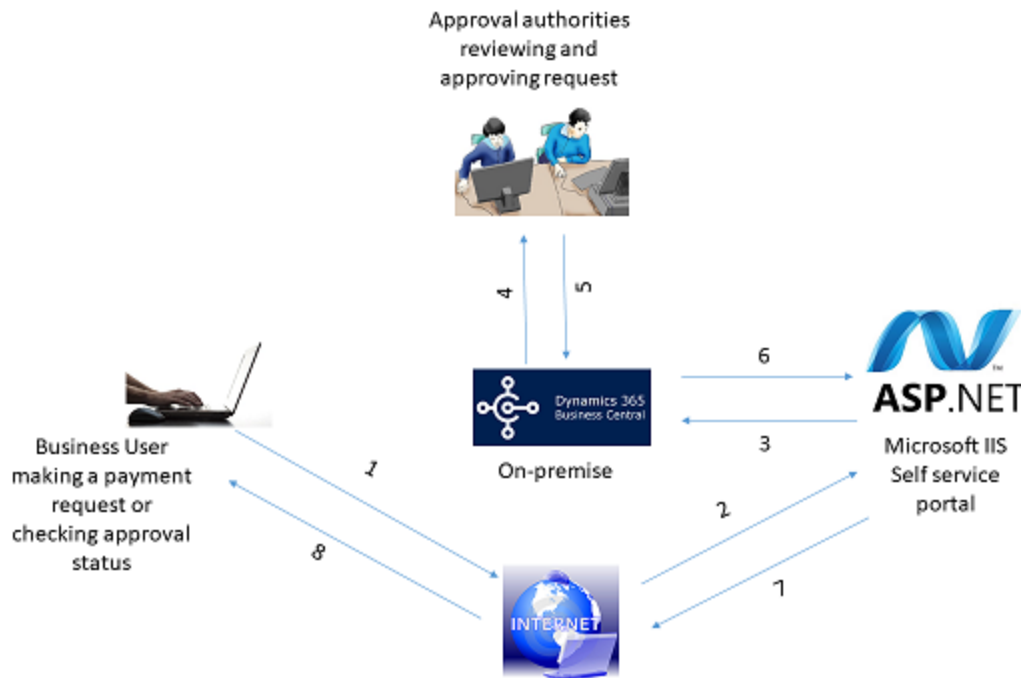 Approval authorities
reviewing and
approving request
4
5
6
3
Dynamics 365
Business Central
On-premise
ASP.NET
TM
Microsoft IIS
Self service
portal
Business User
making a payment
request or
checking approval
status
1
8
2
7
INTERNET